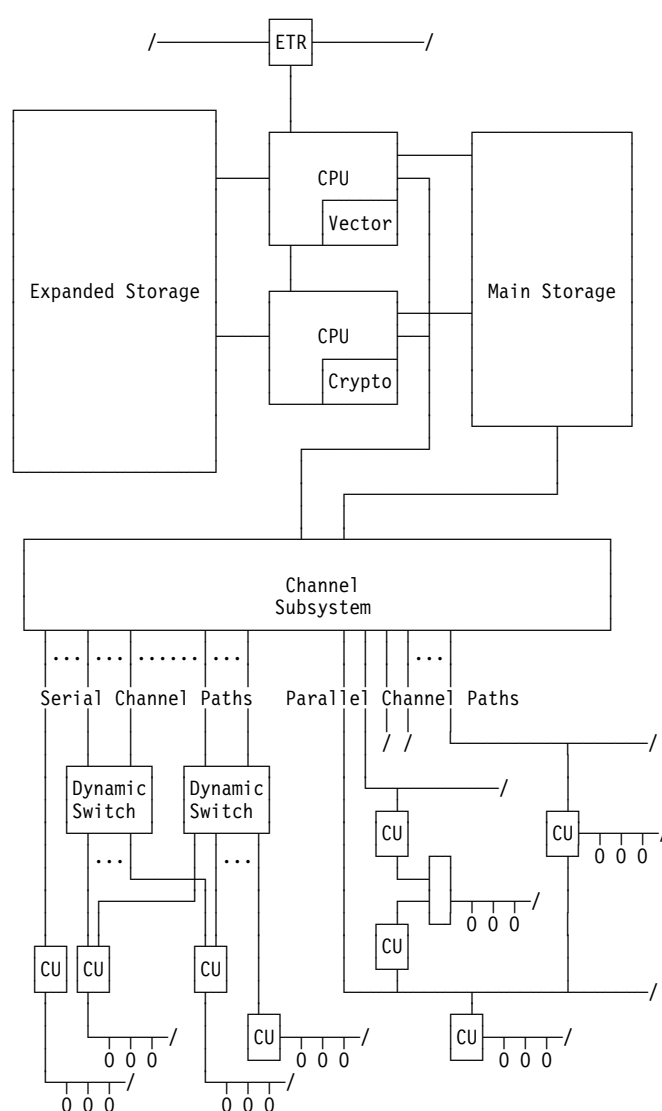 / ETR /
CPU
Vector
Expanded Storage
Main Storage
CPU
Crypto
Channel
Subsystem
... ... ...... ... ...
Serial Channel Paths Parallel Channel Paths
/ / /
Dynamic
Switch
Dynamic
Switch
/
CU
CU
/
0 0 0
... ...
/
0 0 0
CU
CU
CU
CU
/
CU
/
0 0 0
CU
/
0 0 0
CU
/
0 0 0
/
0 0 0
/
0 0 0